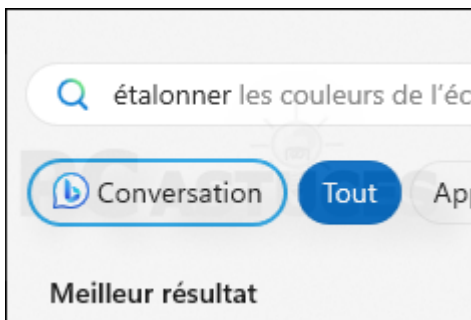 étalonner les couleurs de l'éc
Conversation Tout App
Meilleur résultat